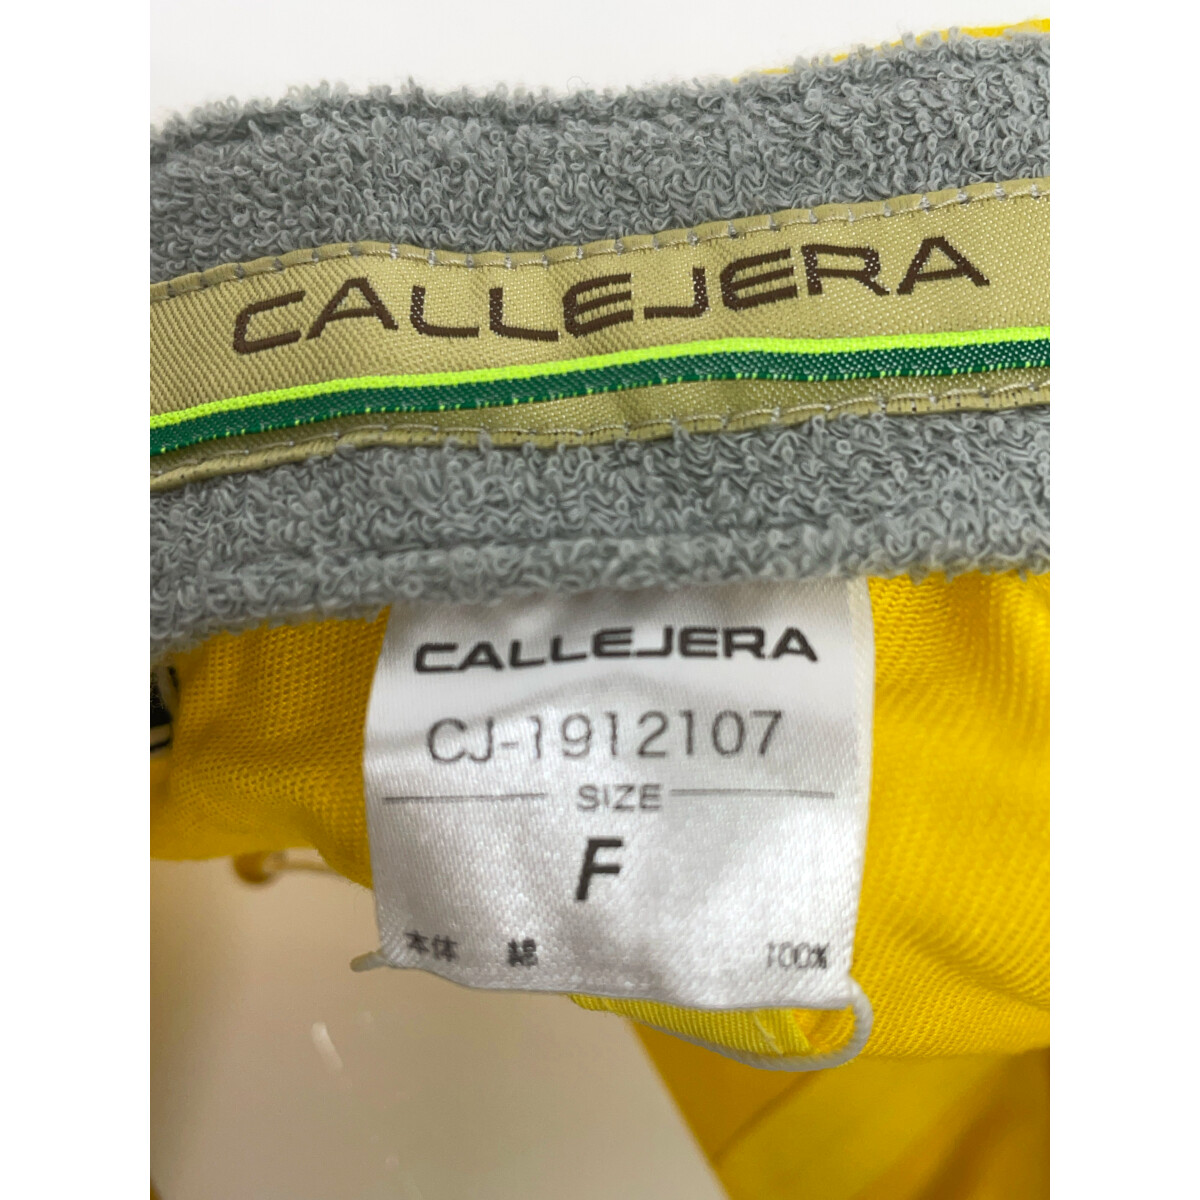 CALLEJERA
CALLEJERA
CJ-1912107
SIZE
F
本体 綿 100%